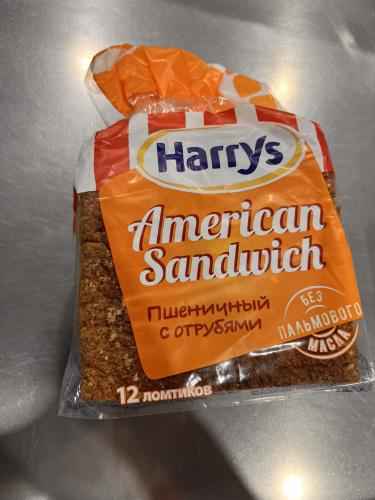 Harrys
American
Sandwich
Пшеничный
с отрубями
БЕЗ
ПАЛЬМОВОГО
МАСЛА
12 ломтиков